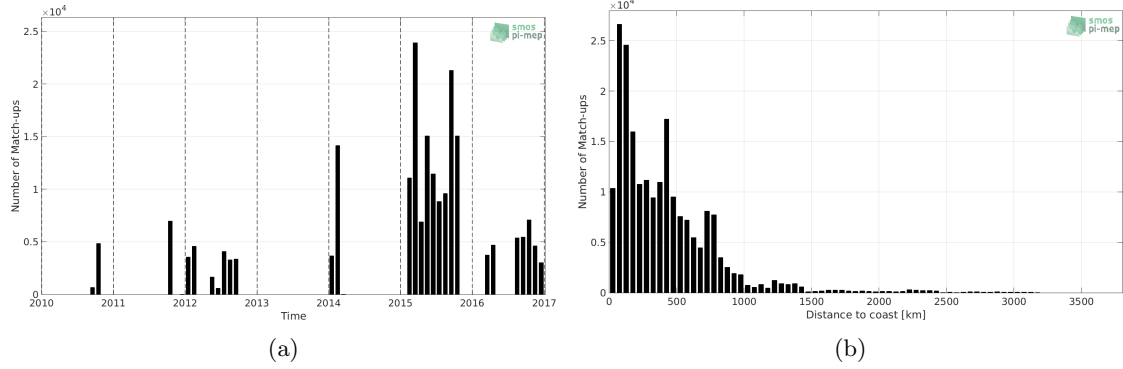 ×10⁴
2.5
2
1.5
1
0.5
0
Number of Match-ups
2010 2011 2012 2013 2014 2015 2016 2017
Time
smos
pi-mep
(a)
×10⁴
2.5
2
1.5
1
0.5
0
Number of Match-ups
0 500 1000 1500 2000 2500 3000 3500
Distance to coast [km]
smos
pi-mep
(b)